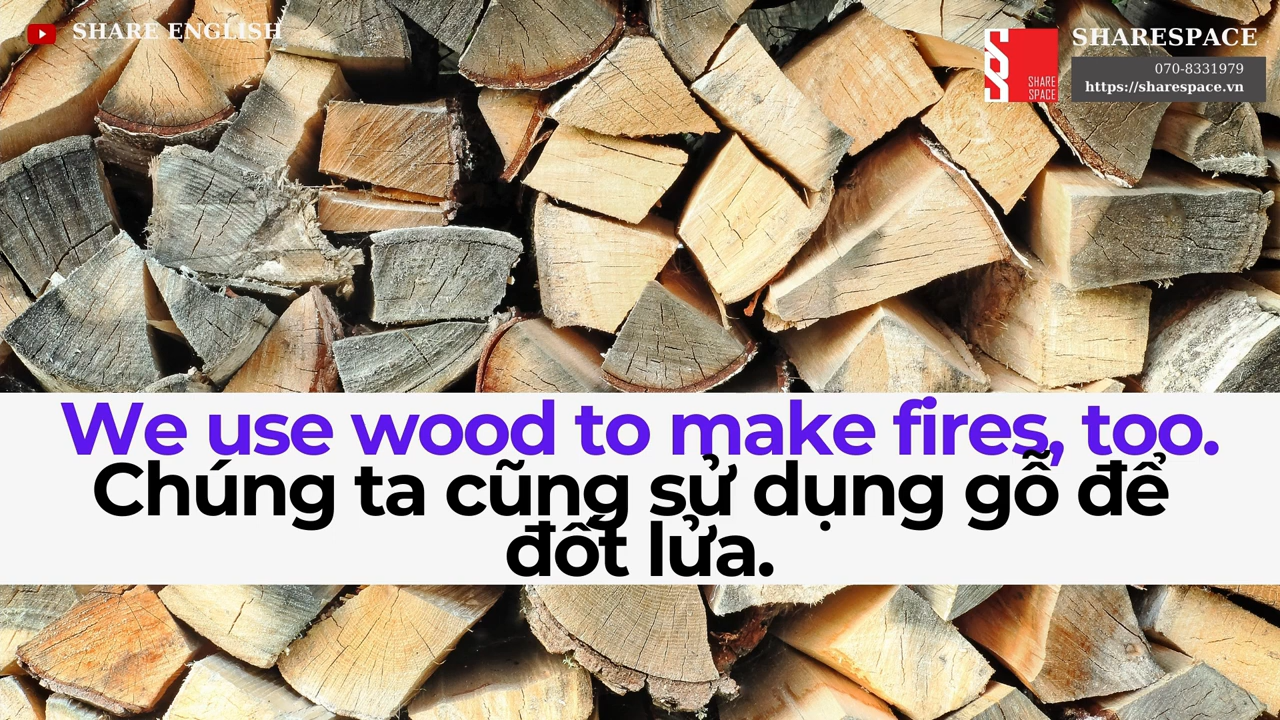 SHARE ENGLISH
SHARESPACE
070-8331979
https://sharespace.vn
SHARE
SPACE
We use wood to make fires, too.
Chúng ta cũng sử dụng gỗ để
đốt lửa.